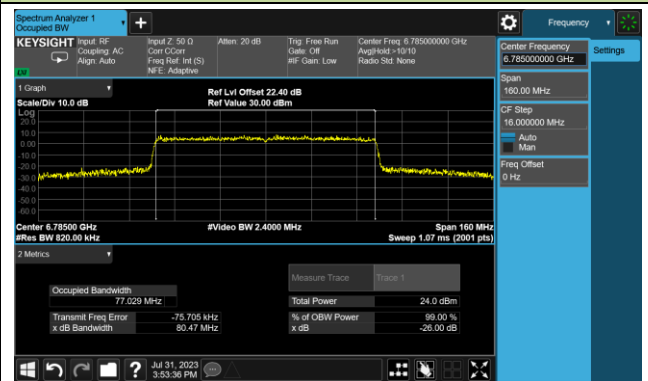 Spectrum Analyzer 1
Occupied BW
+
Frequency
KEYSIGHT
Input: RF
Coupling: AC
Align: Auto
Input Z: 50 Ω
Corr CCorr
Freq Ref: Int (S)
NFE: Adaptive
Atten: 20 dB
Trig: Free Run
Gate: Off
#IF Gain: Low
Center Freq: 6.785000000 GHz
Avg|Hold:>10/10
Radio Std: None
Center Frequency
6.785000000 GHz
Settings
Span
160.00 MHz
CF Step
16.000000 MHz
Auto
Man
Freq Offset
0 Hz
1 Graph
Scale/Div 10.0 dB
Ref Lvl Offset 22.40 dB
Ref Value 30.00 dBm
Log
20.0
10.0
0.00
-10.0
-20.0
-30.0
-40.0
-50.0
-60.0
Center 6.78500 GHz
#Video BW 2.4000 MHz
Span 160 MHz
#Res BW 820.00 kHz
Sweep 1.07 ms (2001 pts)
2 Metrics
Measure Trace
Trace 1
Occupied Bandwidth
77.029 MHz
Total Power
24.0 dBm
Transmit Freq Error
-75.705 kHz
% of OBW Power
99.00 %
x dB Bandwidth
80.47 MHz
x dB
-26.00 dB
?
Jul 31, 2023
3:53:36 PM